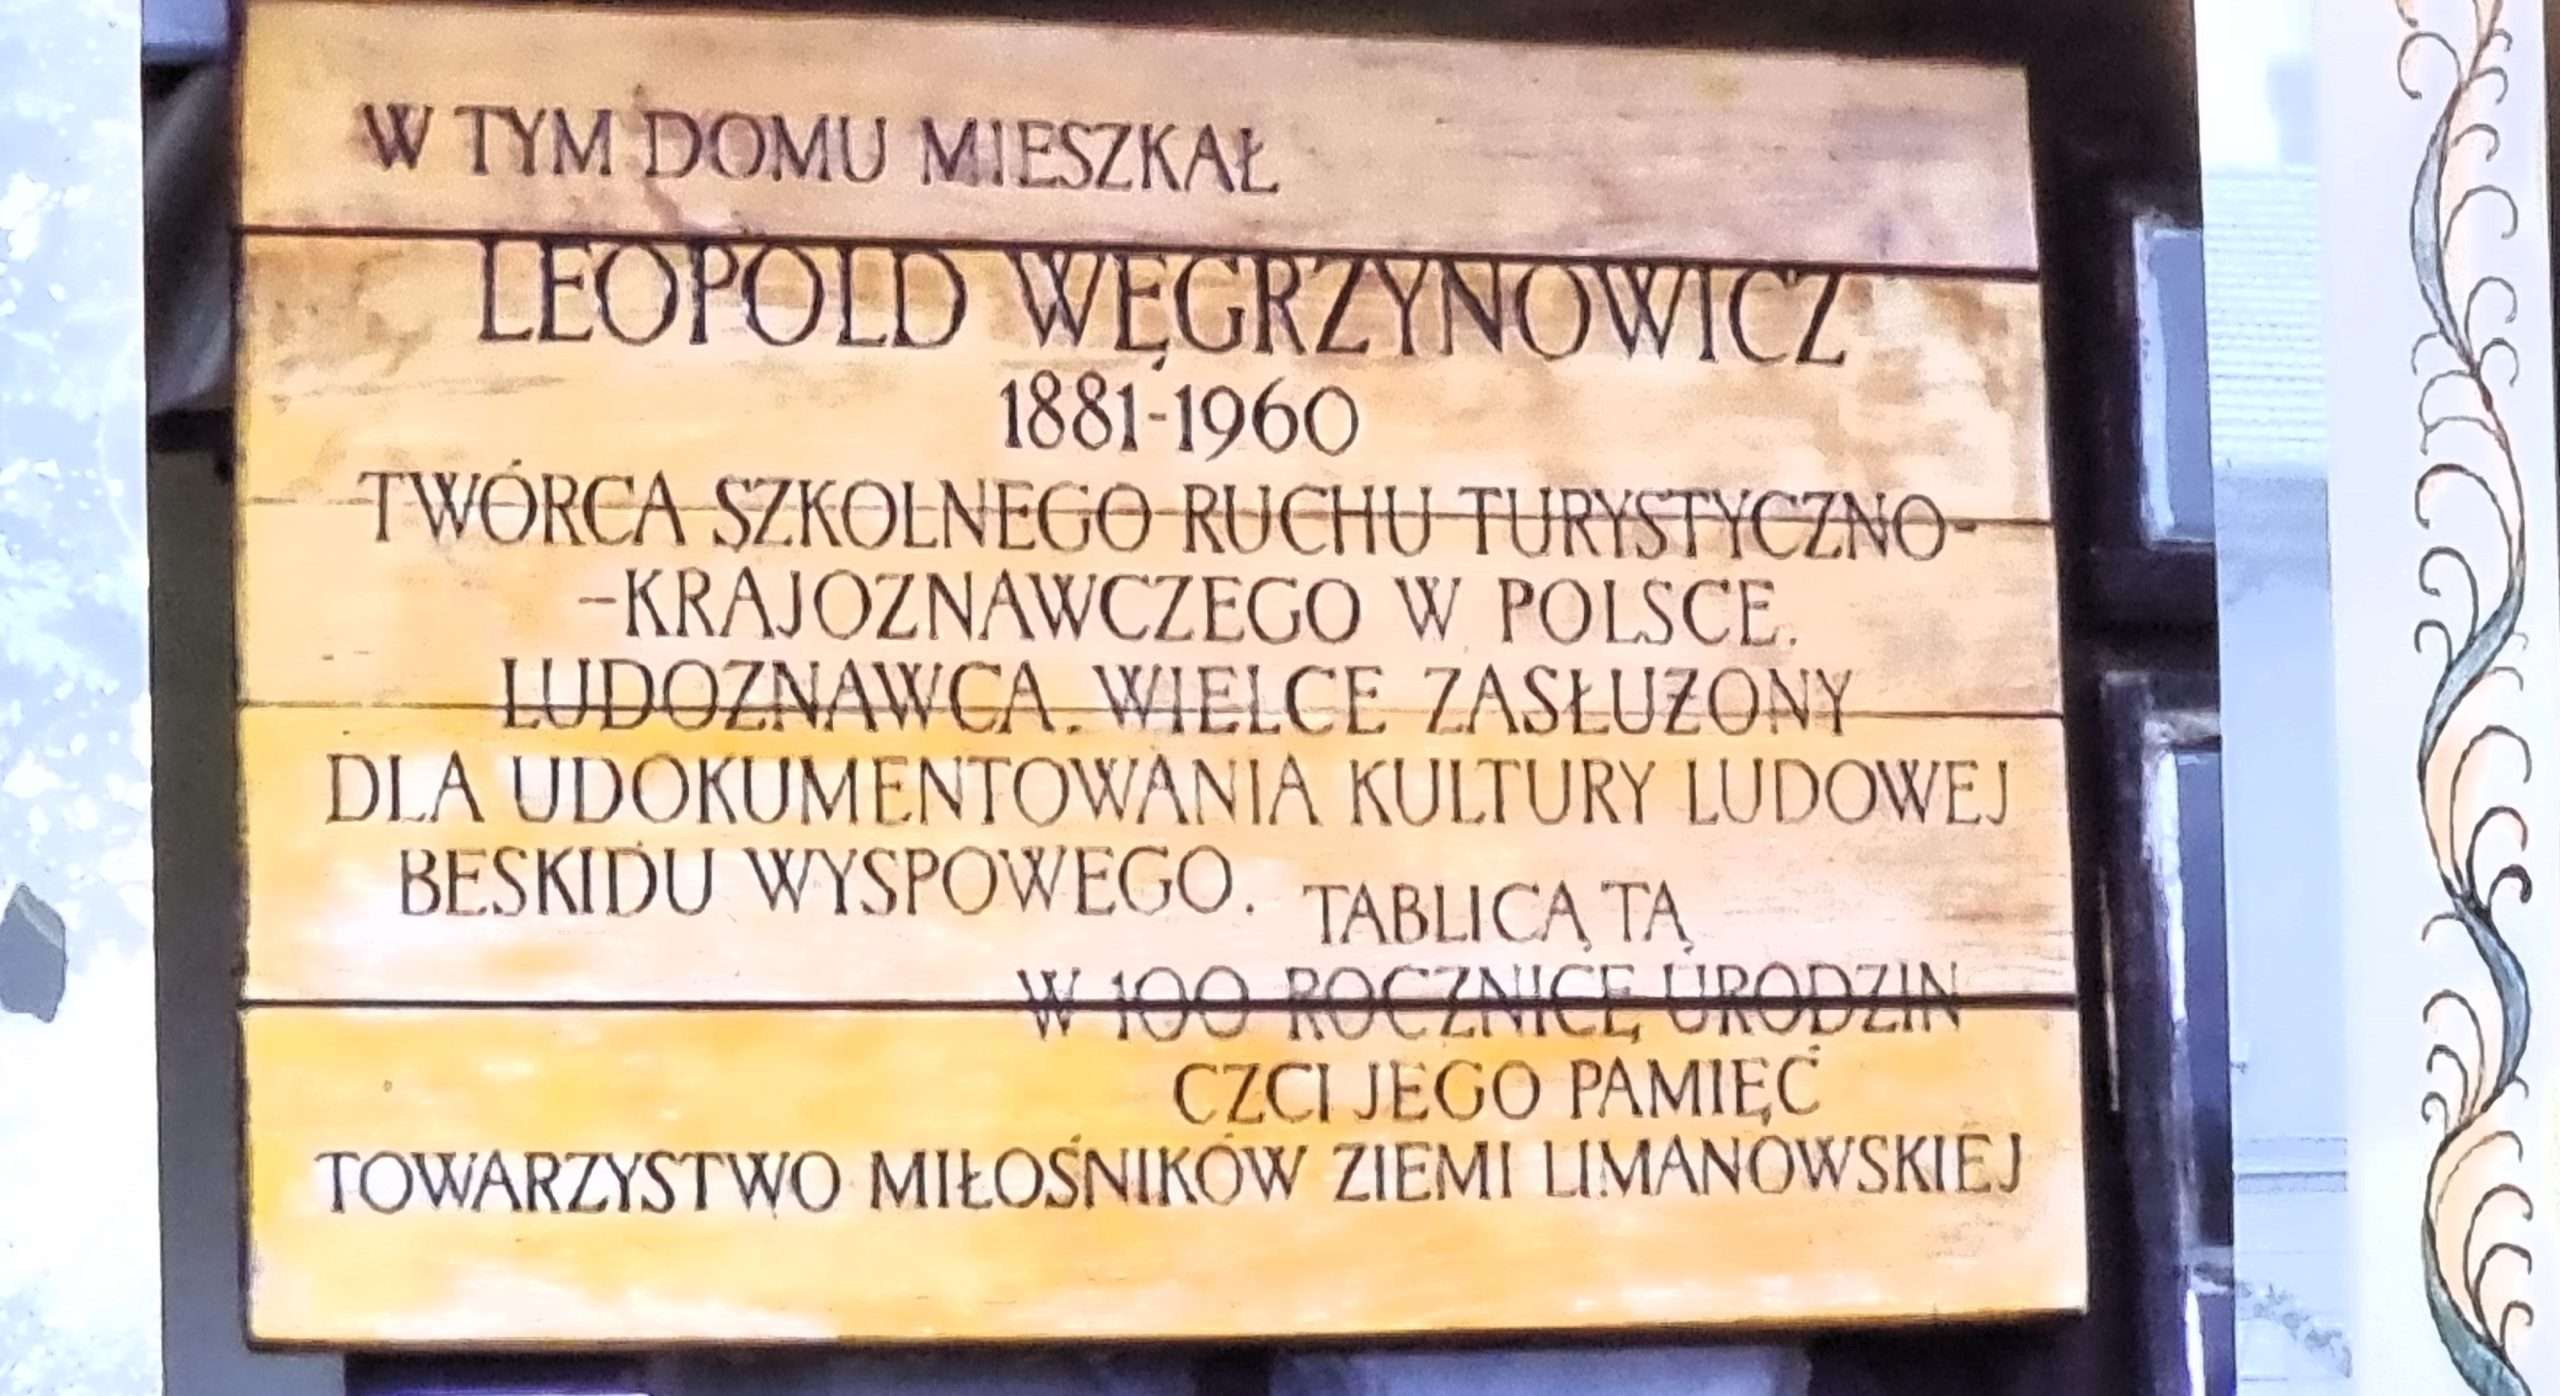 W TYM DOMU MIESZKAŁ
LEOPOLD WĘGRZYNOWICZ
1881-1960
TWÓRCA SZKOLNEGO RUCHU TURYSTYCZNO-
-KRAJOZNAWCZEGO W POLSCE.
LUDOZNAWCA. WIELCE ZASŁUŻONY
DLA UDOKUMENTOWANIA KULTURY LUDOWEJ
BESKIDU WYSPOWEGO.
TABLICĄ TĄ
W 100 ROCZNICĘ URODZIN
CZCI JEGO PAMIĘĆ
TOWARZYSTWO MIŁOŚNIKÓW ZIEMI LIMANOWSKIEJ